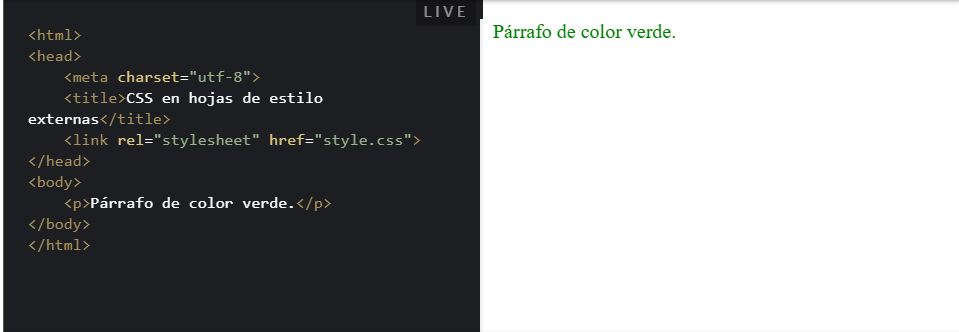 LIVE
<html>
<head>
    <meta charset="utf-8">
    <title>CSS en hojas de estilo
externas</title>
    <link rel="stylesheet" href="style.css">
</head>
<body>
    <p>Párrafo de color verde.</p>
</body>
</html>
Párrafo de color verde.